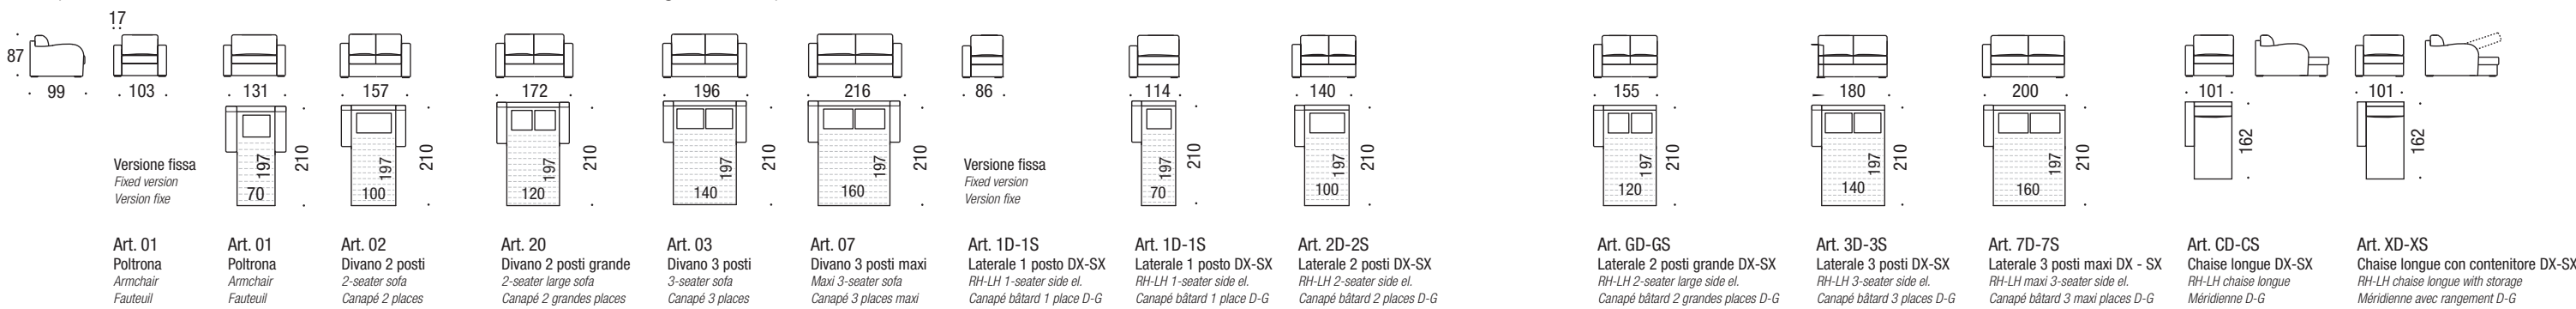 17
87
99
103
131
157
172
196
216
86
114
140
155
180
200
101
101
Versione fissa
Fixed version
Version fixe
197
70
210
197
100
210
197
120
210
197
140
210
197
160
210
Versione fissa
Fixed version
Version fixe
197
70
210
197
100
210
197
120
210
197
140
210
197
160
210
162
162
Art. 01
Poltrona
Armchair
Fauteuil
Art. 01
Poltrona
Armchair
Fauteuil
Art. 02
Divano 2 posti
2-seater sofa
Canapé 2 places
Art. 20
Divano 2 posti grande
2-seater large sofa
Canapé 2 grandes places
Art. 03
Divano 3 posti
3-seater sofa
Canapé 3 places
Art. 07
Divano 3 posti maxi
Maxi 3-seater sofa
Canapé 3 places maxi
Art. 1D-1S
Laterale 1 posto DX-SX
RH-LH 1-seater side el.
Canapé bâtard 1 place D-G
Art. 1D-1S
Laterale 1 posto DX-SX
RH-LH 1-seater side el.
Canapé bâtard 1 place D-G
Art. 2D-2S
Laterale 2 posti DX-SX
RH-LH 2-seater side el.
Canapé bâtard 2 places D-G
Art. GD-GS
Laterale 2 posti grande DX-SX
RH-LH 2-seater large side el.
Canapé bâtard 2 grandes places D-G
Art. 3D-3S
Laterale 3 posti DX-SX
RH-LH 3-seater side el.
Canapé bâtard 3 places D-G
Art. 7D-7S
Laterale 3 posti maxi DX - SX
RH-LH maxi 3-seater side el.
Canapé bâtard 3 maxi places D-G
Art. CD-CS
Chaise longue DX-SX
RH-LH chaise longue
Méridienne D-G
Art. XD-XS
Chaise longue con contenitore DX-SX
RH-LH chaise longue with storage
Méridienne avec rangement D-G